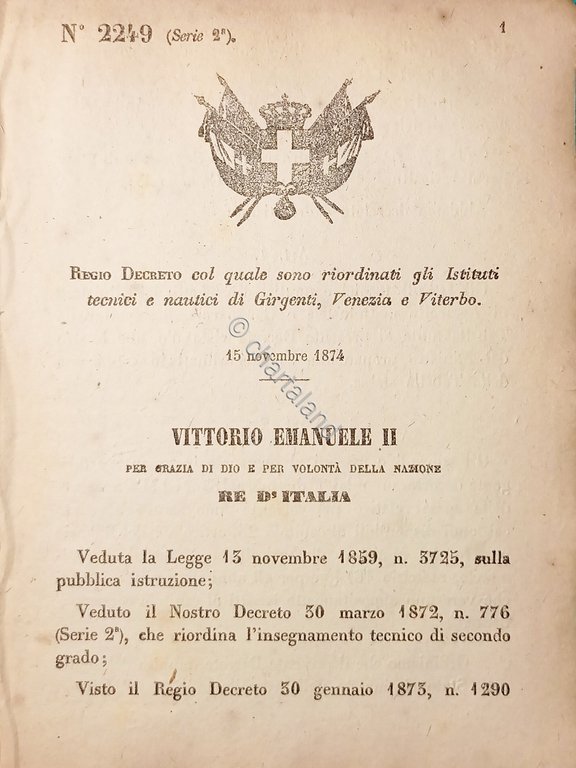 N° 2249 (Serie 2ª).
1
REGIO DECRETO col quale sono riordinati gli Istituti
tecnici e nautici di Girgenti, Venezia e Viterbo.
© chartaland
15 novembre 1874
VITTORIO EMANUELE II
PER GRAZIA DI DIO E PER VOLONTÀ DELLA NAZIONE
RE D'ITALIA
Veduta la Legge 13 novembre 1859, n. 3725, sulla
pubblica istruzione;
Veduto il Nostro Decreto 30 marzo 1872, n. 776
(Serie 2ª), che riordina l'insegnamento tecnico di secondo
grado;
Visto il Regio Decreto 30 gennaio 1873, n. 1290